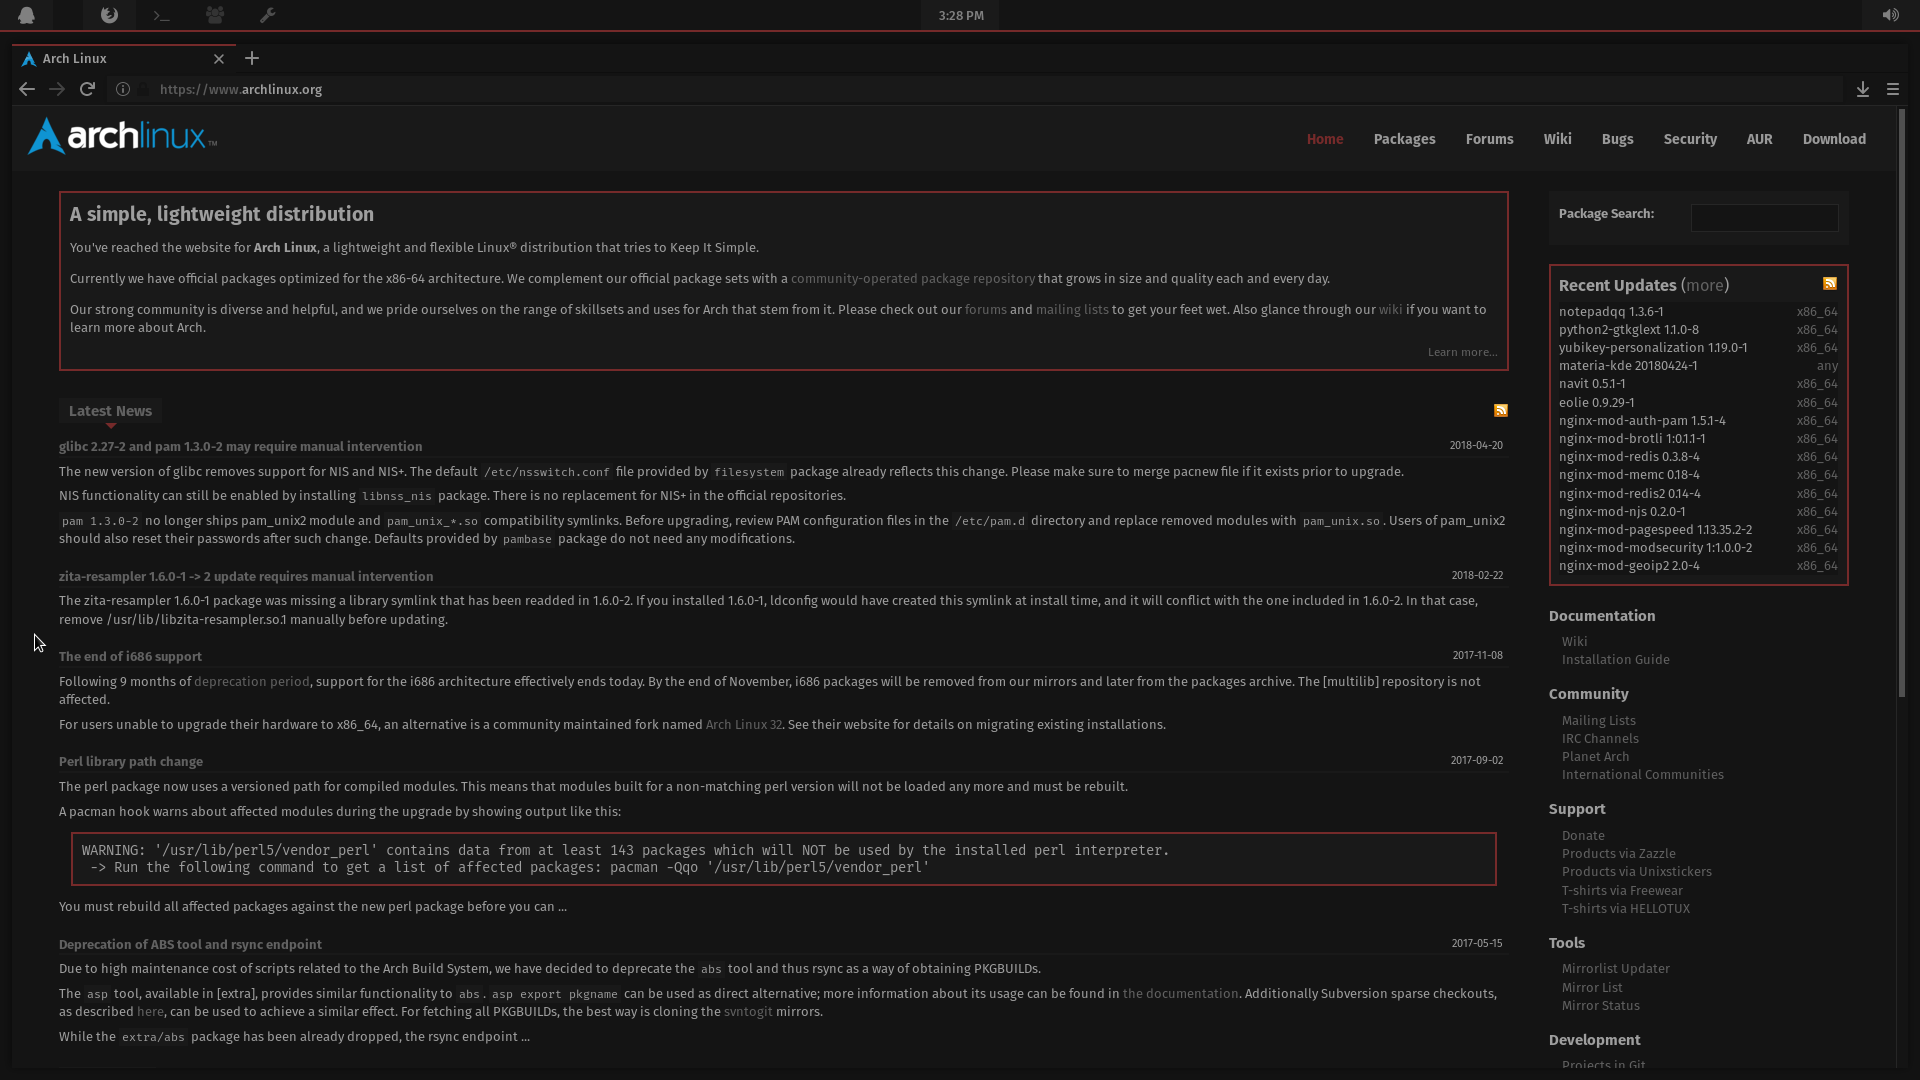 3:28 PM
Arch Linux
https://www.archlinux.org
archlinux™
Home Packages Forums Wiki Bugs Security AUR Download
A simple, lightweight distribution
You've reached the website for Arch Linux, a lightweight and flexible Linux® distribution that tries to Keep It Simple.
Currently we have official packages optimized for the x86-64 architecture. We complement our official package sets with a community-operated package repository that grows in size and quality each and every day.
Our strong community is diverse and helpful, and we pride ourselves on the range of skillsets and uses for Arch that stem from it. Please check out our forums and mailing lists to get your feet wet. Also glance through our wiki if you want to
learn more about Arch.
Learn more...
Latest News
glibc 2.27-2 and pam 1.3.0-2 may require manual intervention 2018-04-20
The new version of glibc removes support for NIS and NIS+. The default /etc/nsswitch.conf file provided by filesystem package already reflects this change. Please make sure to merge pacnew file if it exists prior to upgrade.
NIS functionality can still be enabled by installing libnss_nis package. There is no replacement for NIS+ in the official repositories.
pam 1.3.0-2 no longer ships pam_unix2 module and pam_unix_*.so compatibility symlinks. Before upgrading, review PAM configuration files in the /etc/pam.d directory and replace removed modules with pam_unix.so. Users of pam_unix2
should also reset their passwords after such change. Defaults provided by pambase package do not need any modifications.
zita-resampler 1.6.0-1 -> 2 update requires manual intervention 2018-02-22
The zita-resampler 1.6.0-1 package was missing a library symlink that has been readded in 1.6.0-2. If you installed 1.6.0-1, ldconfig would have created this symlink at install time, and it will conflict with the one included in 1.6.0-2. In that case,
remove /usr/lib/libzita-resampler.so.1 manually before updating.
The end of i686 support 2017-11-08
Following 9 months of deprecation period, support for the i686 architecture effectively ends today. By the end of November, i686 packages will be removed from our mirrors and later from the packages archive. The [multilib] repository is not
affected.
For users unable to upgrade their hardware to x86_64, an alternative is a community maintained fork named Arch Linux 32. See their website for details on migrating existing installations.
Perl library path change 2017-09-02
The perl package now uses a versioned path for compiled modules. This means that modules built for a non-matching perl version will not be loaded any more and must be rebuilt.
A pacman hook warns about affected modules during the upgrade by showing output like this:
WARNING: '/usr/lib/perl5/vendor_perl' contains data from at least 143 packages which will NOT be used by the installed perl interpreter.
-> Run the following command to get a list of affected packages: pacman -Qqo '/usr/lib/perl5/vendor_perl'
You must rebuild all affected packages against the new perl package before you can ...
Deprecation of ABS tool and rsync endpoint 2017-05-15
Due to high maintenance cost of scripts related to the Arch Build System, we have decided to deprecate the abs tool and thus rsync as a way of obtaining PKGBUILDs.
The asp tool, available in [extra], provides similar functionality to abs. asp export pkgname can be used as direct alternative; more information about its usage can be found in the documentation. Additionally Subversion sparse checkouts,
as described here, can be used to achieve a similar effect. For fetching all PKGBUILDs, the best way is cloning the svntogit mirrors.
While the extra/abs package has been already dropped, the rsync endpoint ...
Package Search:
Recent Updates (more)
notepadqq 1.3.6-1 x86_64
python2-gtkglext 1.1.0-8 x86_64
yubikey-personalization 1.19.0-1 x86_64
materia-kde 20180424-1 any
navit 0.5.1-1 x86_64
eolie 0.9.29-1 x86_64
nginx-mod-auth-pam 1.5.1-4 x86_64
nginx-mod-brotli 1:0.1.1-1 x86_64
nginx-mod-redis 0.3.8-4 x86_64
nginx-mod-memc 0.18-4 x86_64
nginx-mod-redis2 0.14-4 x86_64
nginx-mod-njs 0.2.0-1 x86_64
nginx-mod-pagespeed 1.13.35.2-2 x86_64
nginx-mod-modsecurity 1:1.0.0-2 x86_64
nginx-mod-geoip2 2.0-4 x86_64
Documentation
Wiki
Installation Guide
Community
Mailing Lists
IRC Channels
Planet Arch
International Communities
Support
Donate
Products via Zazzle
Products via Unixstickers
T-shirts via Freewear
T-shirts via HELLOTUX
Tools
Mirrorlist Updater
Mirror List
Mirror Status
Development
Projects in Git